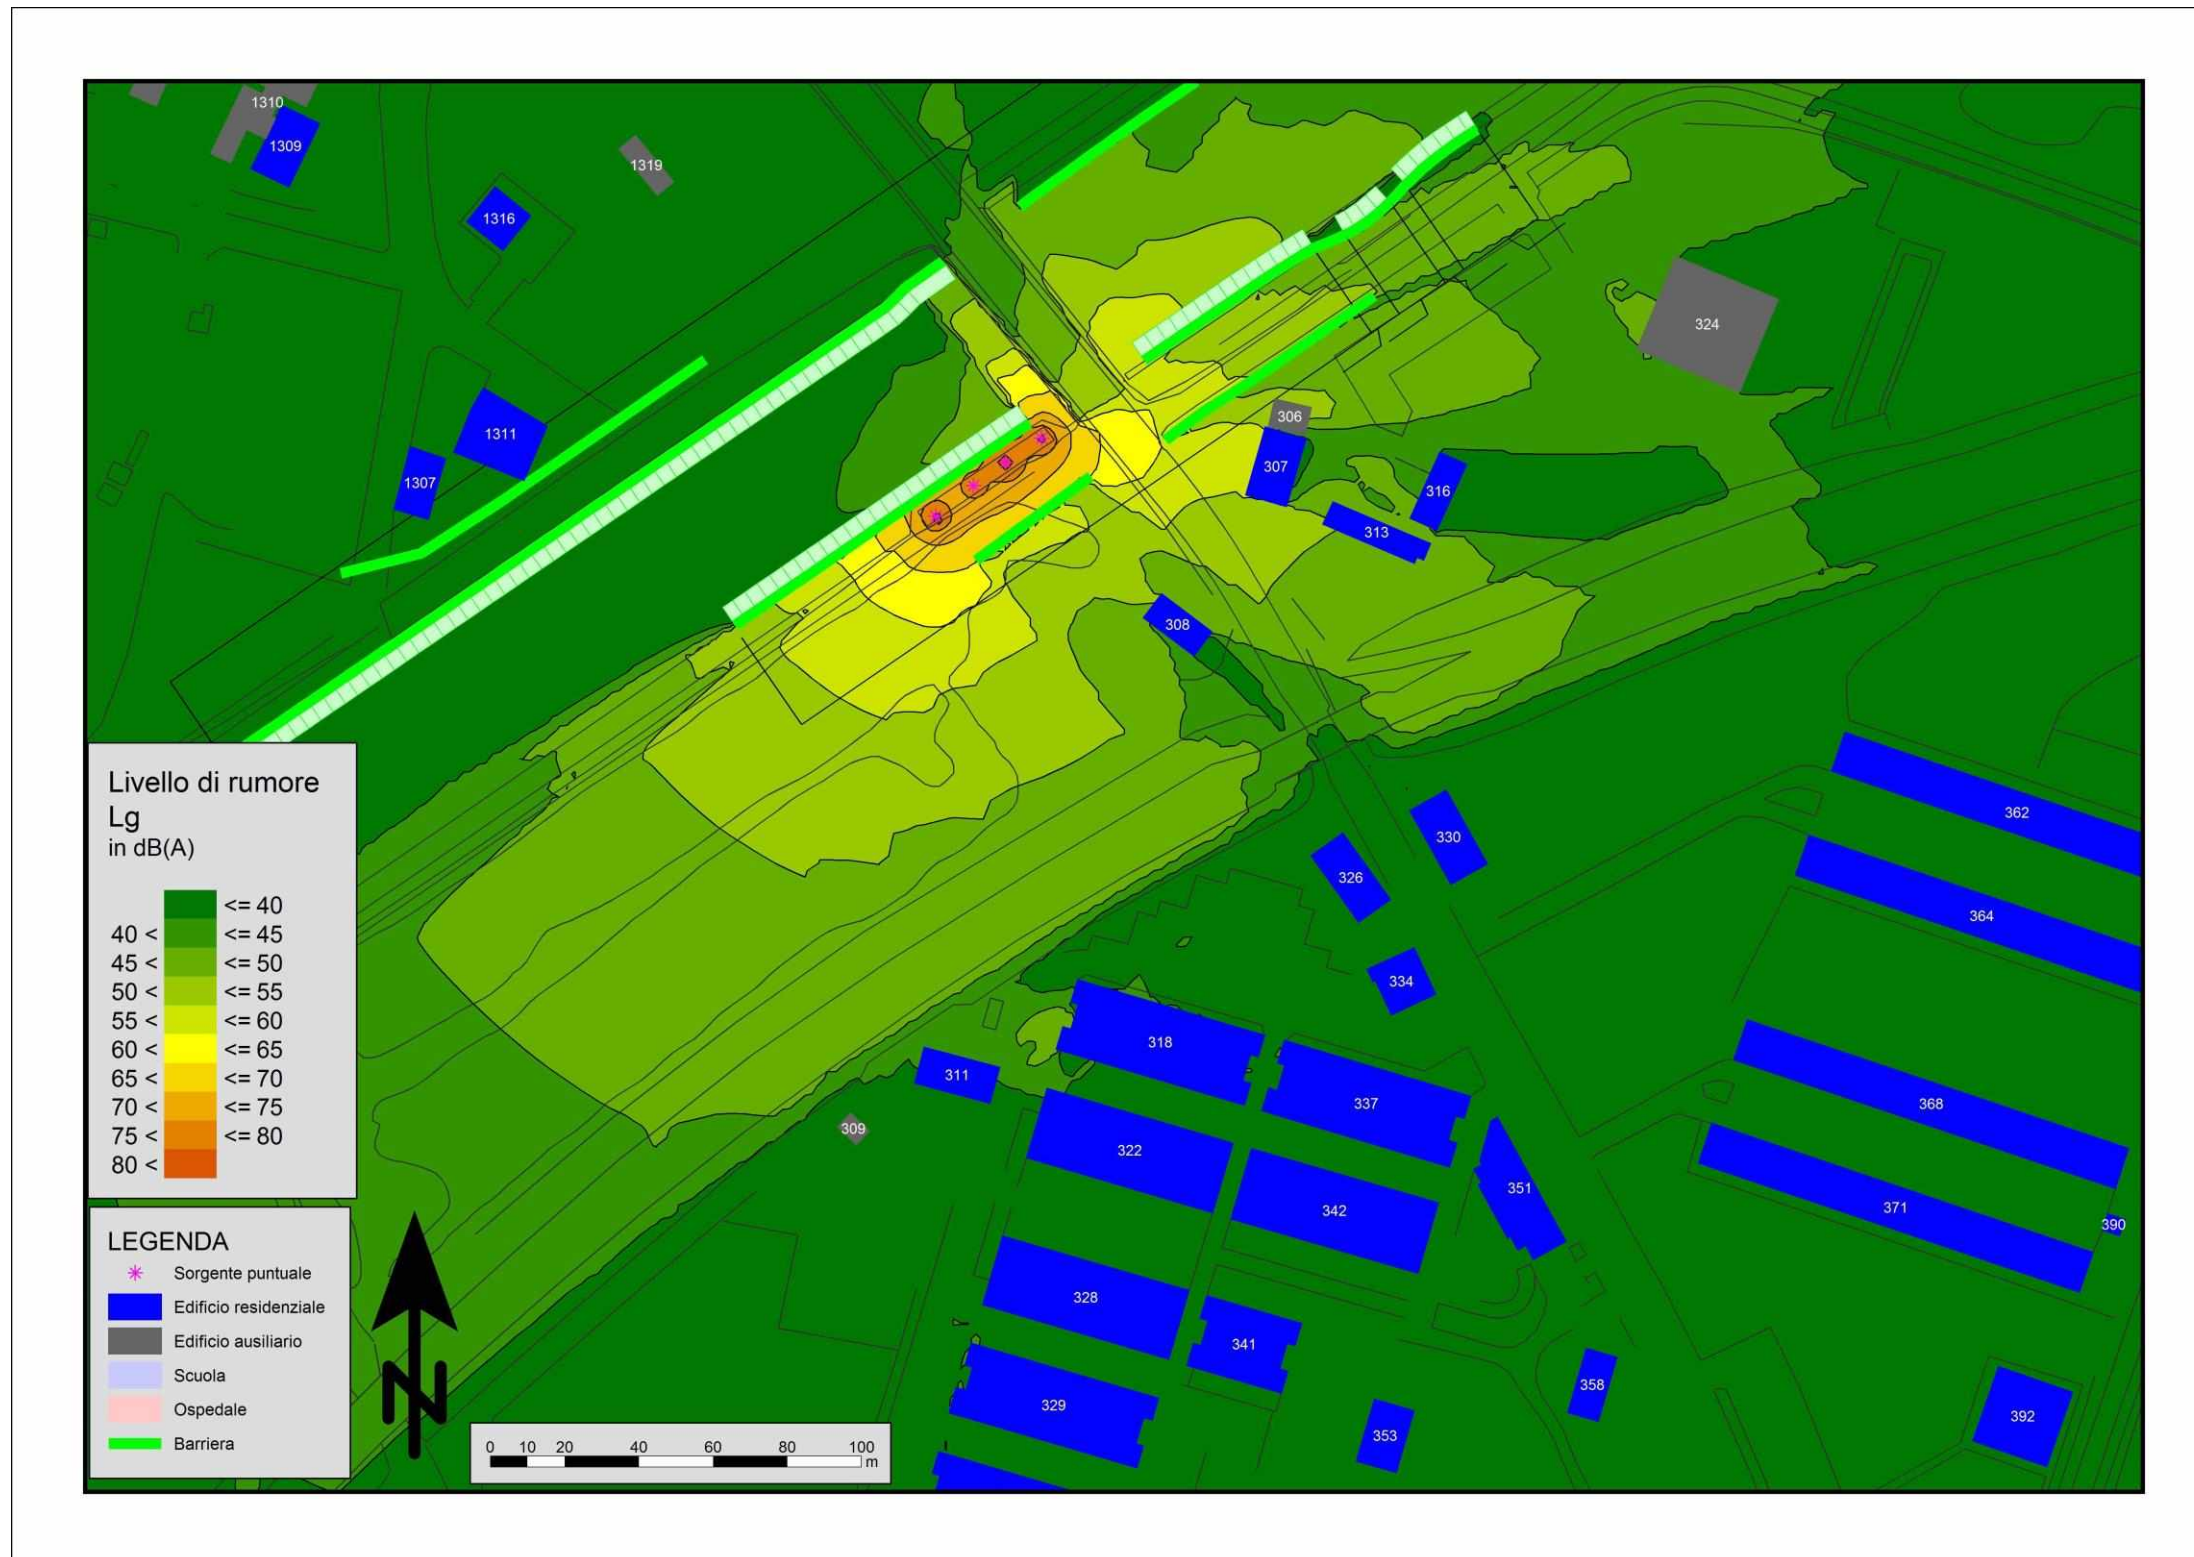 1310
1309
1319
1316
324
306
1311
307
1307
316
313
308
362
330
326
364
334
318
311
337
368
309
322
351
342
371
390
328
341
358
329
353
392
Livello di rumore
Lg
in dB(A)
<= 40
40 < <= 45
45 < <= 50
50 < <= 55
55 < <= 60
60 < <= 65
65 < <= 70
70 < <= 75
75 < <= 80
80 <
LEGENDA
Sorgente puntuale
Edificio residenziale
Edificio ausiliario
Scuola
Ospedale
Barriera
N
0 10 20 40 60 80 100
m